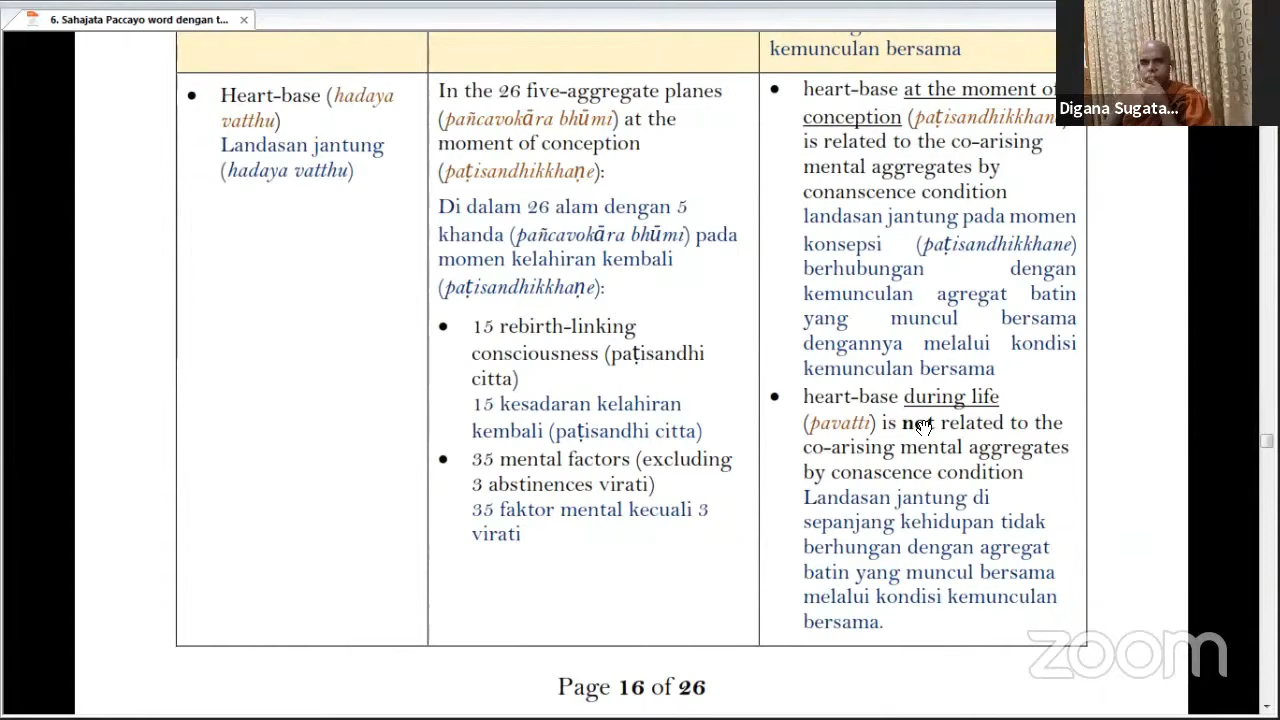 6. Sahajata Paccayo word dengan t...
kemunculan bersama
Digana Sugata...
• Heart-base (hadaya
vatthu)
Landasan jantung
(hadaya vatthu)
In the 26 five-aggregate planes
(pañcavokāra bhūmi) at the
moment of conception
(paṭisandhikkhaṇe):
Di dalam 26 alam dengan 5
khanda (pañcavokāra bhūmi) pada
momen kelahiran kembali
(paṭisandhikkhaṇe):
• 15 rebirth-linking
consciousness (paṭisandhi
citta)
15 kesadaran kelahiran
kembali (paṭisandhi citta)
• 35 mental factors (excluding
3 abstinences virati)
35 faktor mental kecuali 3
virati
• heart-base at the moment of
conception
is related to the co-arising
mental aggregates by
conanscence condition
landasan jantung pada momen
konsepsi (paṭisandhikkhane)
berhubungan dengan
kemunculan agregat batin
yang muncul bersama
dengannya melalui kondisi
kemunculan bersama
• heart-base during life
(pavatti) is not related to the
co-arising mental aggregates
by conascence condition
Landasan jantung di
sepanjang kehidupan tidak
berhungan dengan agregat
batin yang muncul bersama
melalui kondisi kemunculan
bersama.
zoom
Page 16 of 26